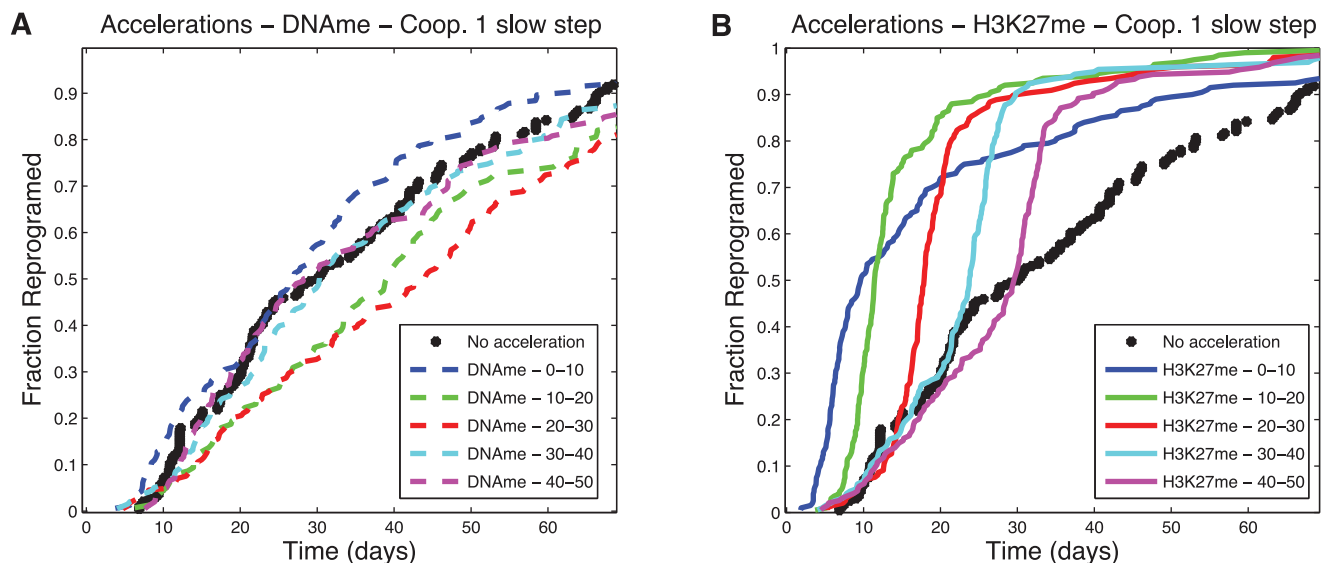 A
Accelerations – DNAme – Coop. 1 slow step
Fraction Reprogramed
0.9
0.8
0.7
0.6
0.5
0.4
0.3
0.2
0.1
0
No acceleration
DNAme – 0–10
DNAme – 10–20
DNAme – 20–30
DNAme – 30–40
DNAme – 40–50
0 10 20 30 40 50 60
Time (days)
B
Accelerations – H3K27me – Coop. 1 slow step
Fraction Reprogramed
1
0.9
0.8
0.7
0.6
0.5
0.4
0.3
0.2
0.1
0
No acceleration
H3K27me – 0–10
H3K27me – 10–20
H3K27me – 20–30
H3K27me – 30–40
H3K27me – 40–50
0 10 20 30 40 50 60
Time (days)